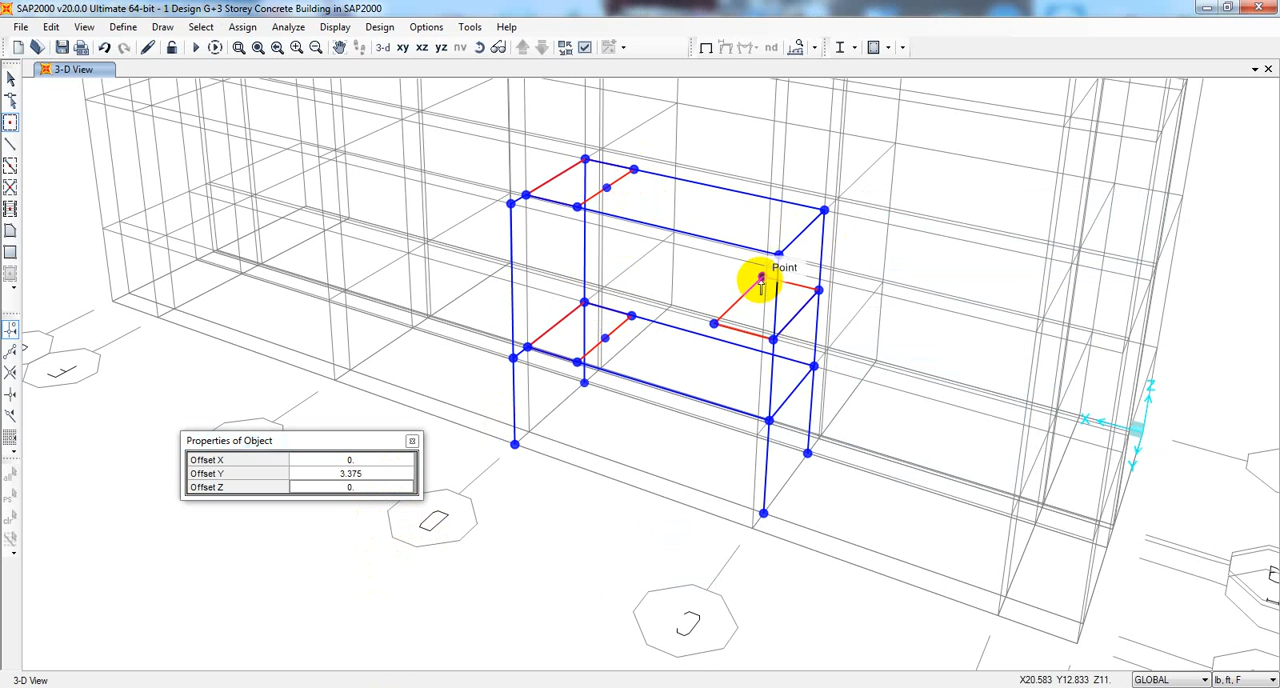 SAP2000 v20.0.0 Ultimate 64-bit - 1 Design G+3 Storey Concrete Building in SAP2000
File Edit View Define Draw Select Assign Analyze Display Design Options Tools Help
3-d xy xz yz nv nd
3-D View
Point
Z
X
Y
Properties of Object
Offset X 0.
Offset Y 3.375
Offset Z 0.
D
C
all
PS
clr
3-D View X20.583 Y12.833 Z11. GLOBAL lb, ft, F